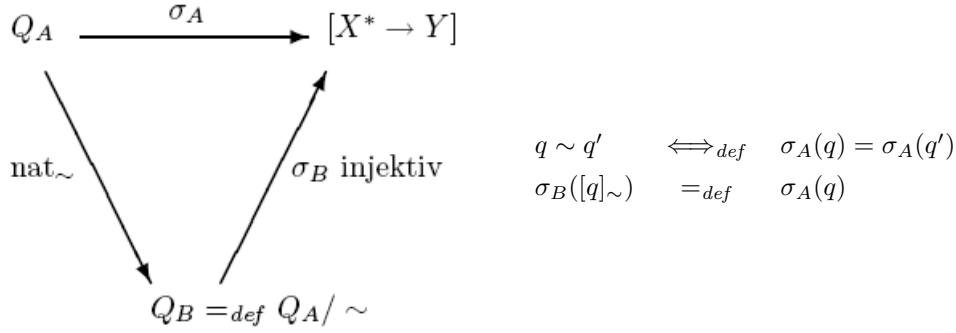 σ_A
Q_A [X* → Y]
q ∼ q′ ⟺_def σ_A(q) = σ_A(q′)
nat_∼ σ_B injektiv
σ_B([q]_∼) =_def σ_A(q)
Q_B =_def Q_A/ ∼